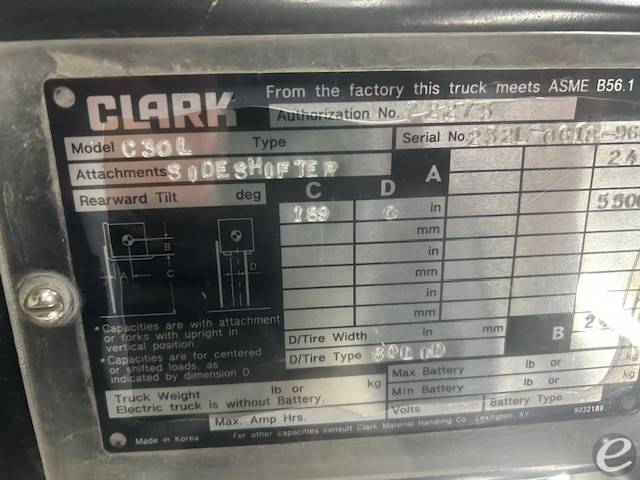 CLARK
From the factory this truck meets ASME B56.1
Authorization No.
Model C30L Type Serial No. 232L
Attachments SIDESHIFTER
Rearward Tilt deg
C D A
189 0 in
mm
in
mm
in
mm
B
A C
D
• Capacities are with attachment
or forks with upright in
vertical position.
• Capacities are for centered
or shifted loads. as
indicated by dimension D.
D/Tire Width in mm
D/Tire Type B
Truck Weight lb or kg
Electric truck is without Battery.
Max. Amp Hrs.
Max Battery lb or kg
Min Battery lb or kg
Volts Battery Type
5032189
Made in Korea
For other capacities consult Clark Material Handling Co. Lexington, KY
e